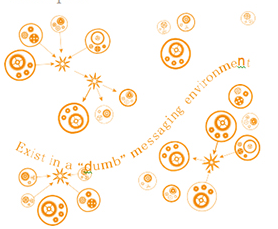 Exist in a “dumb” messaging environment